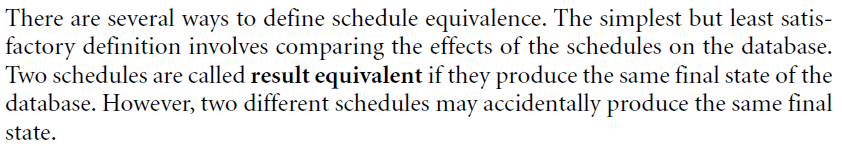 There are several ways to define schedule equivalence. The simplest but least satis-
factory definition involves comparing the effects of the schedules on the database.
Two schedules are called result equivalent if they produce the same final state of the
database. However, two different schedules may accidentally produce the same final
state.